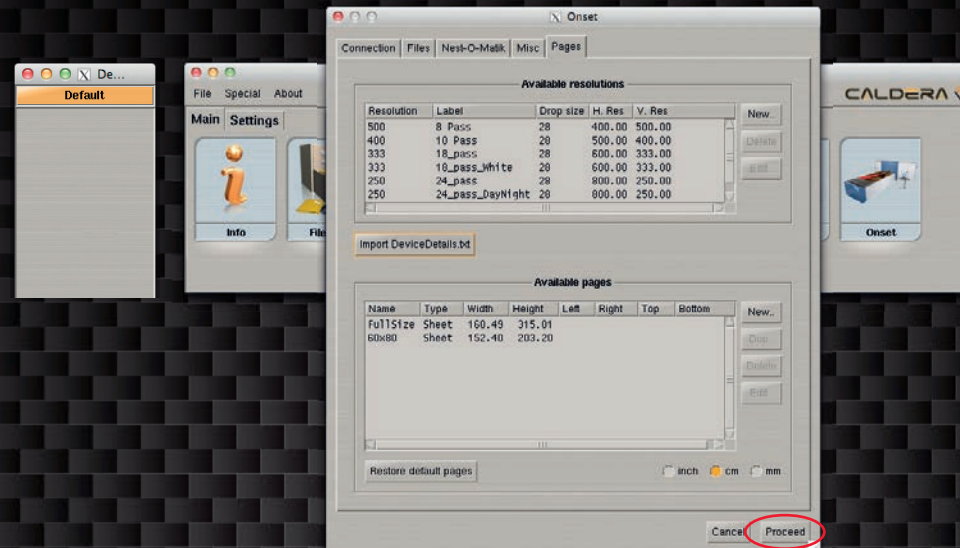 De...
Default
File Special About
Main Settings
Info
File
CALDERA
Onset
Onset
Connection Files Nest-O-Matik Misc Pages
Available resolutions
Resolution Label Drop size H. Res V. Res
500 8 Pass 28 400.00 500.00
400 10 Pass 28 500.00 400.00
333 18_pass 28 600.00 333.00
333 18_pass_White 28 600.00 333.00
250 24_pass 28 800.00 250.00
250 24_pass_DayNight 28 800.00 250.00
New..
Delete
Edit
Import DeviceDetails.txt
Available pages
Name Type Width Height Left Right Top Bottom
FullSize Sheet 160.49 315.01
60x80 Sheet 152.40 203.20
New..
Dup
Delete
Edit
Restore default pages
inch cm mm
Cancel Proceed